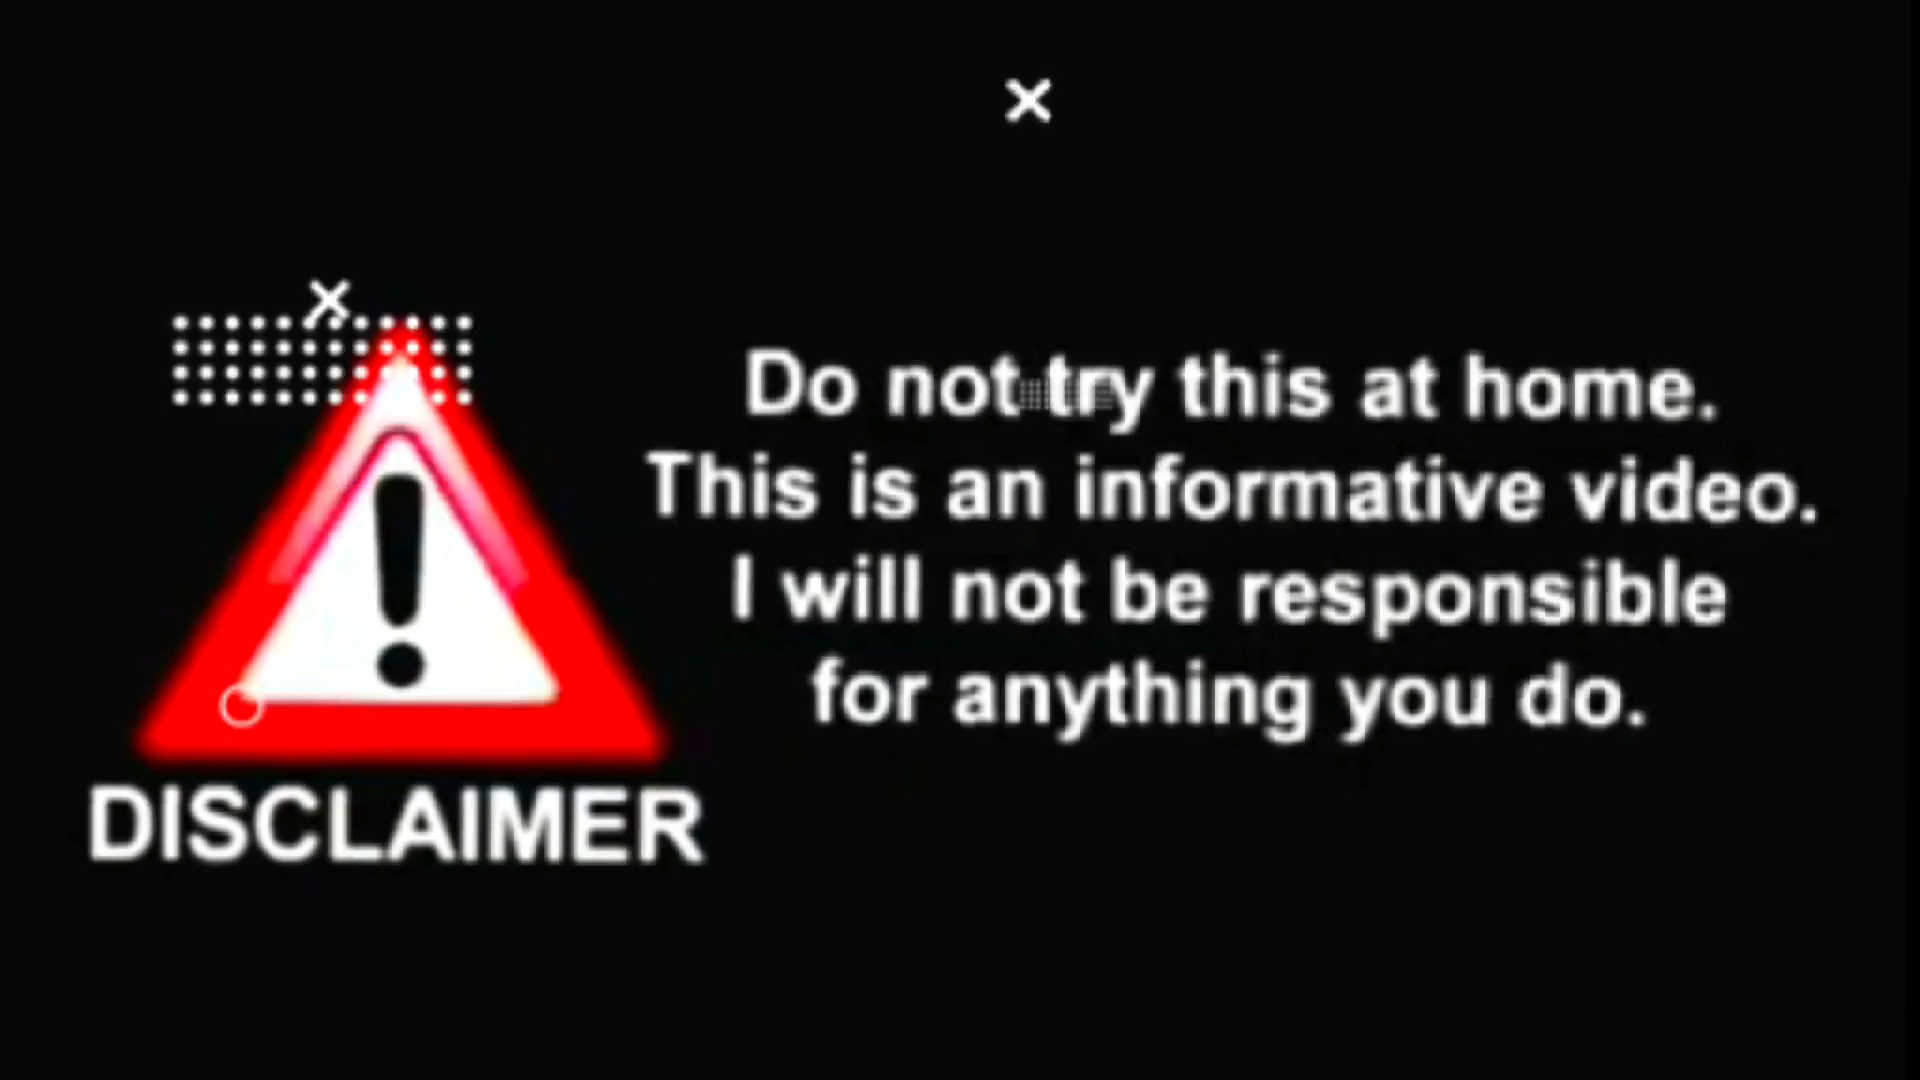 Do not try this at home.
This is an informative video.
I will not be responsible
for anything you do.
DISCLAIMER